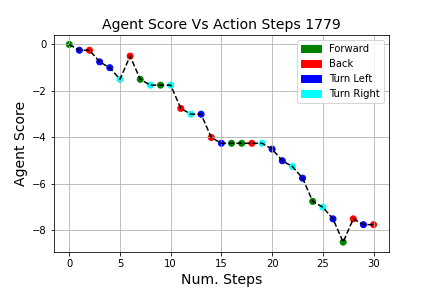 Agent Score Vs Action Steps 1779
Agent Score
0
−2
−4
−6
−8
Forward
Back
Turn Left
Turn Right
0 5 10 15 20 25 30
Num. Steps